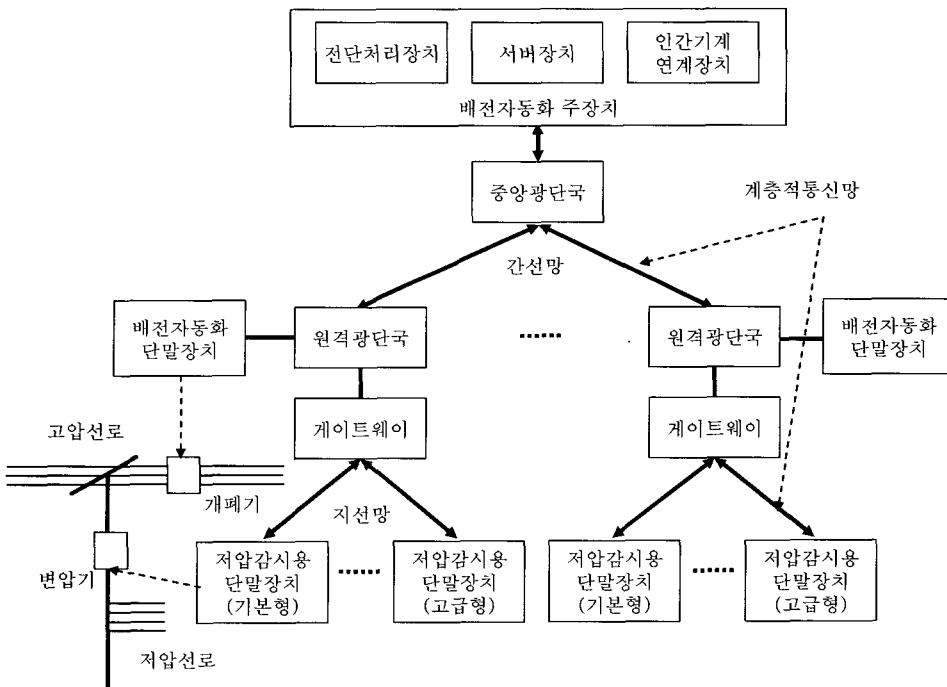 전단처리장치
서버장치
인간기계
연계장치
배전자동화 주장치
중앙광단국
계층적통신망
간선망
배전자동화
단말장치
원격광단국
원격광단국
배전자동화
단말장치
게이트웨이
게이트웨이
고압선로
개폐기
지선망
변압기
저압감시용
단말장치
(기본형)
저압감시용
단말장치
(고급형)
저압감시용
단말장치
(기본형)
저압감시용
단말장치
(고급형)
저압선로